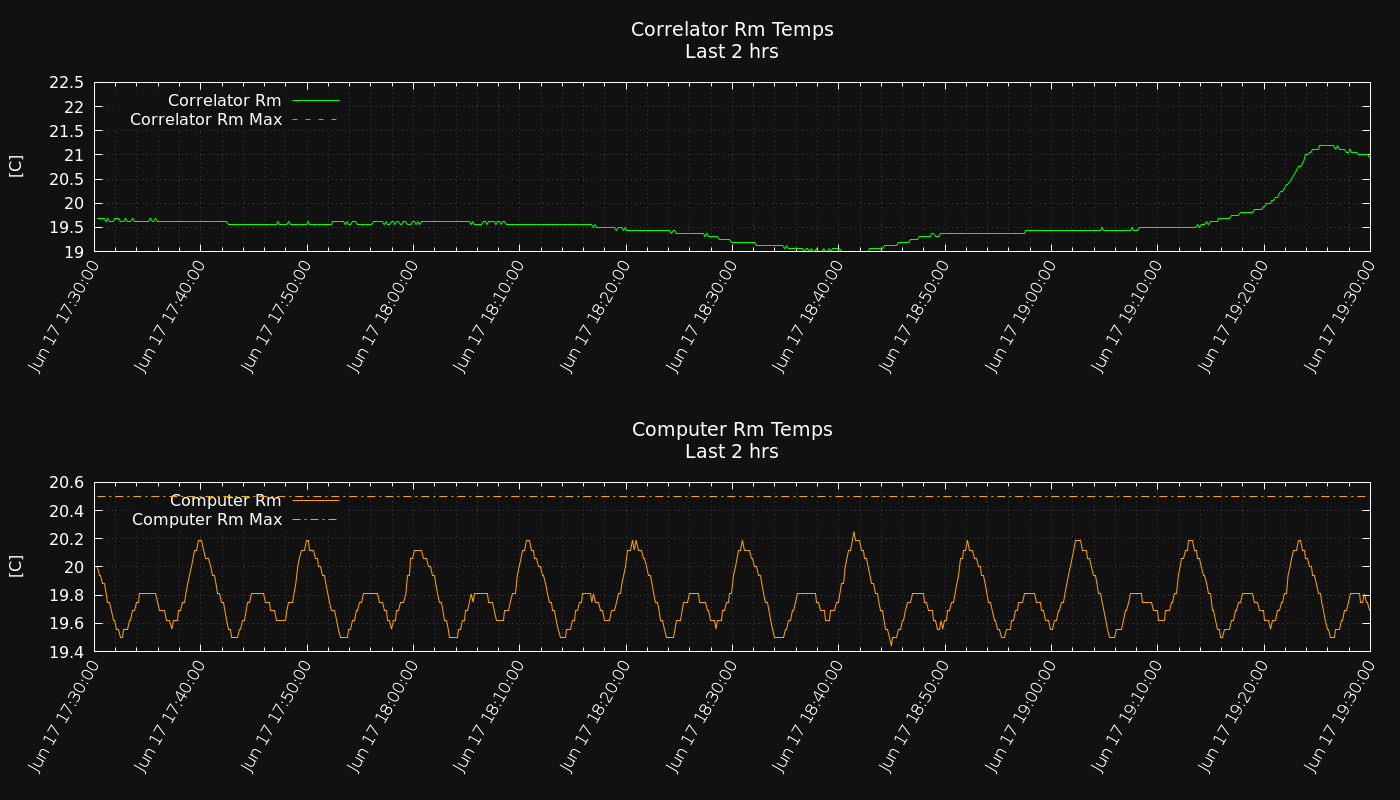 Correlator Rm Temps
Last 2 hrs
22.5
22
21.5
21
20.5
20
19.5
19
[C]
Correlator Rm
Correlator Rm Max
Jun 17 17:30:00
Jun 17 17:40:00
Jun 17 17:50:00
Jun 17 18:00:00
Jun 17 18:10:00
Jun 17 18:20:00
Jun 17 18:30:00
Jun 17 18:40:00
Jun 17 18:50:00
Jun 17 19:00:00
Jun 17 19:10:00
Jun 17 19:20:00
Jun 17 19:30:00
Computer Rm Temps
Last 2 hrs
20.6
20.4
20.2
20
19.8
19.6
19.4
[C]
Computer Rm
Computer Rm Max
Jun 17 17:30:00
Jun 17 17:40:00
Jun 17 17:50:00
Jun 17 18:00:00
Jun 17 18:10:00
Jun 17 18:20:00
Jun 17 18:30:00
Jun 17 18:40:00
Jun 17 18:50:00
Jun 17 19:00:00
Jun 17 19:10:00
Jun 17 19:20:00
Jun 17 19:30:00